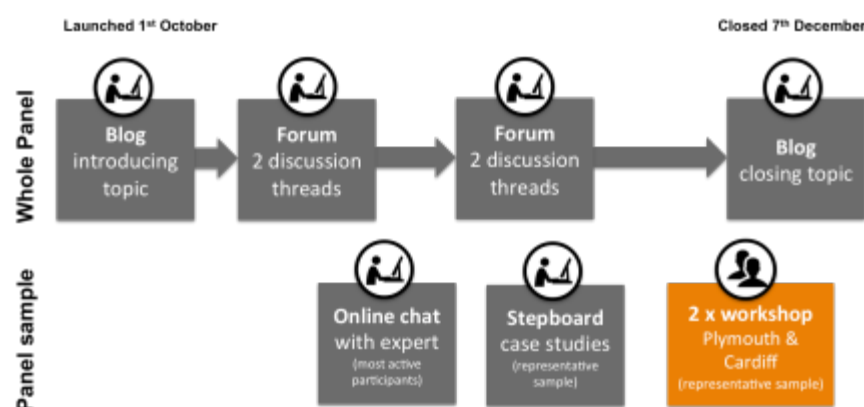 Launched 1st October
Closed 7th December
Whole Panel
Blog
introducing
topic
Forum
2 discussion
threads
Forum
2 discussion
threads
Blog
closing topic
Panel sample
Online chat
with expert
(most active
participants)
Stepboard
case studies
(representative
sample)
2 x workshop
Plymouth &
Cardiff
(representative sample)